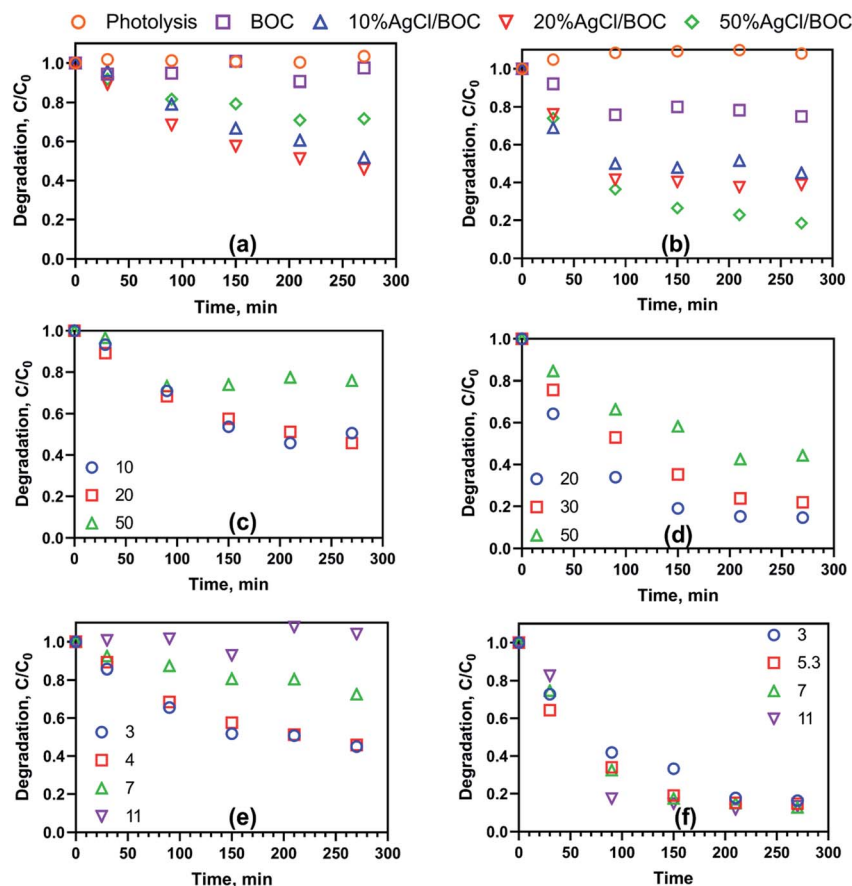 Photolysis BOC 10%AgCl/BOC 20%AgCl/BOC 50%AgCl/BOC
Degradation, C/C0
1.0
0.8
0.6
0.4
0.2
0.0
0 50 100 150 200 250 300
(a)
Time, min
Degradation, C/C0
1.0
0.8
0.6
0.4
0.2
0.0
0 50 100 150 200 250 300
(b)
Time, min
Degradation, C/C0
1.0
0.8
0.6
0.4
0.2
0.0
0 50 100 150 200 250 300
10
20
50
(c)
Time, min
Degradation, C/C0
1.0
0.8
0.6
0.4
0.2
0.0
0 50 100 150 200 250 300
20
30
50
(d)
Time, min
Degradation, C/C0
1.0
0.8
0.6
0.4
0.2
0.0
0 50 100 150 200 250 300
3
4
7
11
(e)
Time, min
Degradation, C/C0
1.0
0.8
0.6
0.4
0.2
0.0
0 50 100 150 200 250 300
3
5.3
7
11
(f)
Time